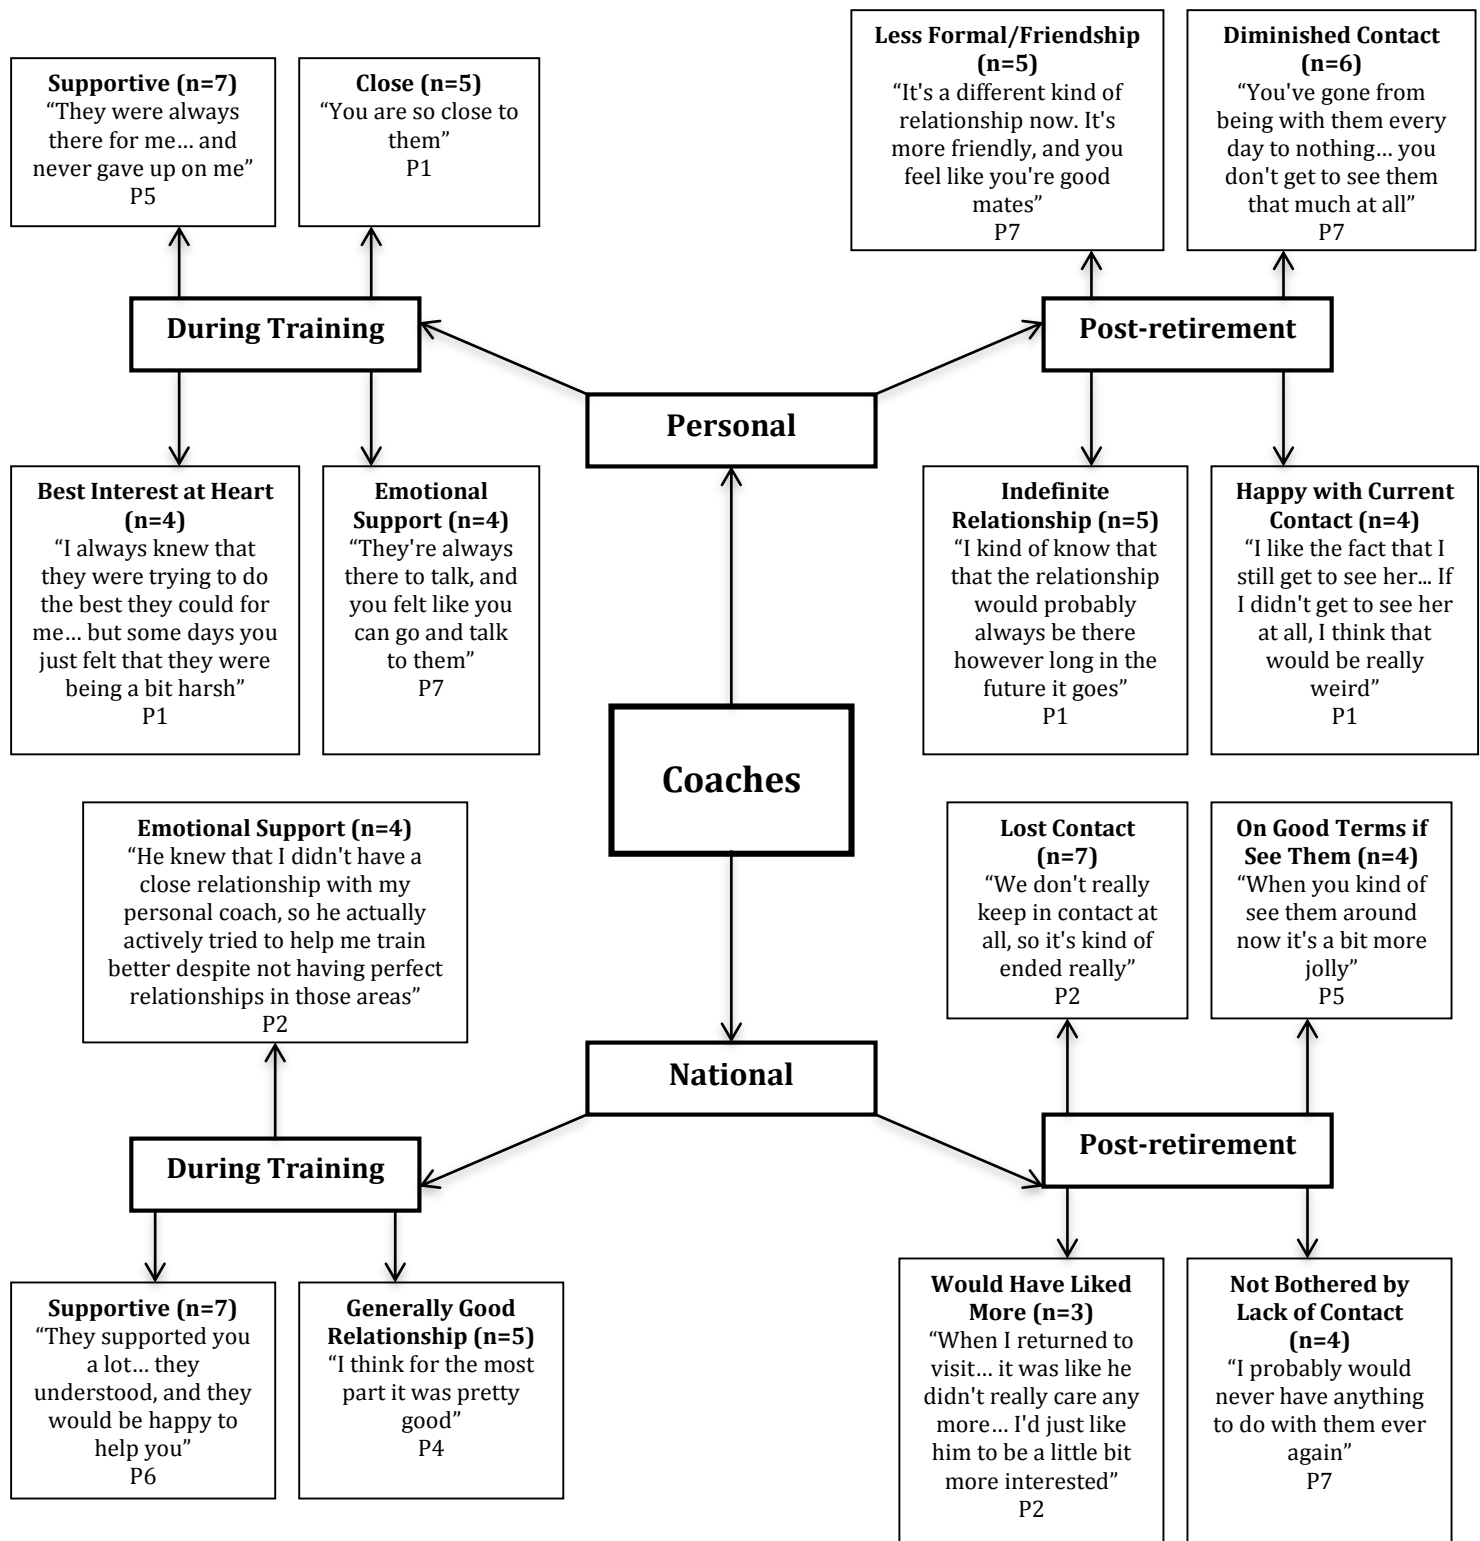 Supportive (n=7)
“They were always
there for me… and
never gave up on me”
P5
Close (n=5)
“You are so close to
them”
P1
Less Formal/Friendship
(n=5)
“It's a different kind of
relationship now. It's
more friendly, and you
feel like you're good
mates”
P7
Diminished Contact
(n=6)
“You've gone from
being with them every
day to nothing… you
don't get to see them
that much at all”
P7
During Training
Post-retirement
Personal
Best Interest at Heart
(n=4)
“I always knew that
they were trying to do
the best they could for
me… but some days you
just felt that they were
being a bit harsh”
P1
Emotional
Support (n=4)
“They're always
there to talk, and
you felt like you
can go and talk
to them”
P7
Indefinite
Relationship (n=5)
“I kind of know that
that the relationship
would probably
always be there
however long in the
future it goes”
P1
Happy with Current
Contact (n=4)
“I like the fact that I
still get to see her... If
I didn't get to see her
at all, I think that
would be really
weird”
P1
Coaches
Emotional Support (n=4)
“He knew that I didn't have a
close relationship with my
personal coach, so he actually
actively tried to help me train
better despite not having perfect
relationships in those areas”
P2
Lost Contact
(n=7)
“We don't really
keep in contact at
all, so it's kind of
ended really”
P2
On Good Terms if
See Them (n=4)
“When you kind of
see them around
now it's a bit more
jolly”
P5
National
During Training
Post-retirement
Supportive (n=7)
“They supported you
a lot… they
understood, and they
would be happy to
help you”
P6
Generally Good
Relationship (n=5)
“I think for the most
part it was pretty
good”
P4
Would Have Liked
More (n=3)
“When I returned to
visit… it was like he
didn't really care any
more… I'd just like
him to be a little bit
more interested”
P2
Not Bothered by
Lack of Contact
(n=4)
“I probably would
never have anything
to do with them ever
again”
P7